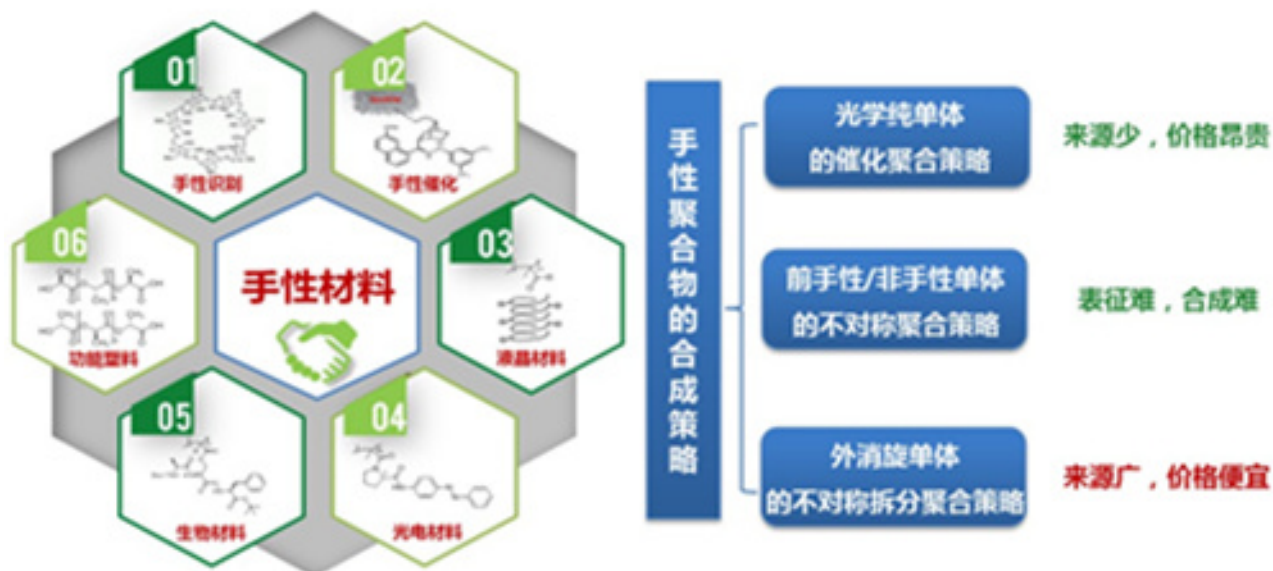 01
手性识别
02
手性催化
03
液晶材料
04
光电材料
05
生物材料
06
功能塑料
手性材料
手性聚合物的合成策略
光学纯单体
的催化聚合策略
来源少，价格昂贵
前手性/非手性单体
的不对称聚合策略
表征难，合成难
外消旋单体
的不对称拆分聚合策略
来源广，价格便宜